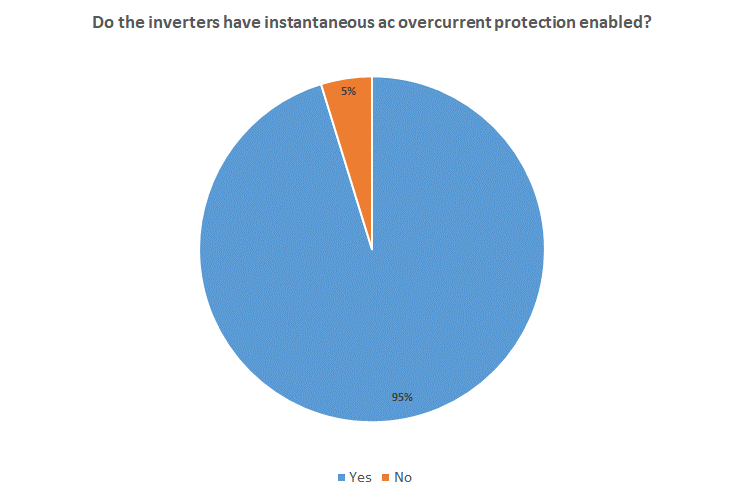 Do the inverters have instantaneous ac overcurrent protection enabled?
5%
95%
Yes No